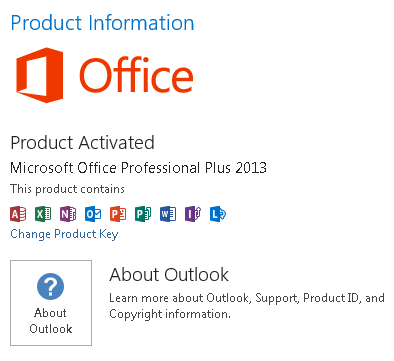 Product Information
Office
Product Activated
Microsoft Office Professional Plus 2013
This product contains
Change Product Key
About Outlook
Learn more about Outlook, Support, Product ID, and
Copyright information.
?
About
Outlook